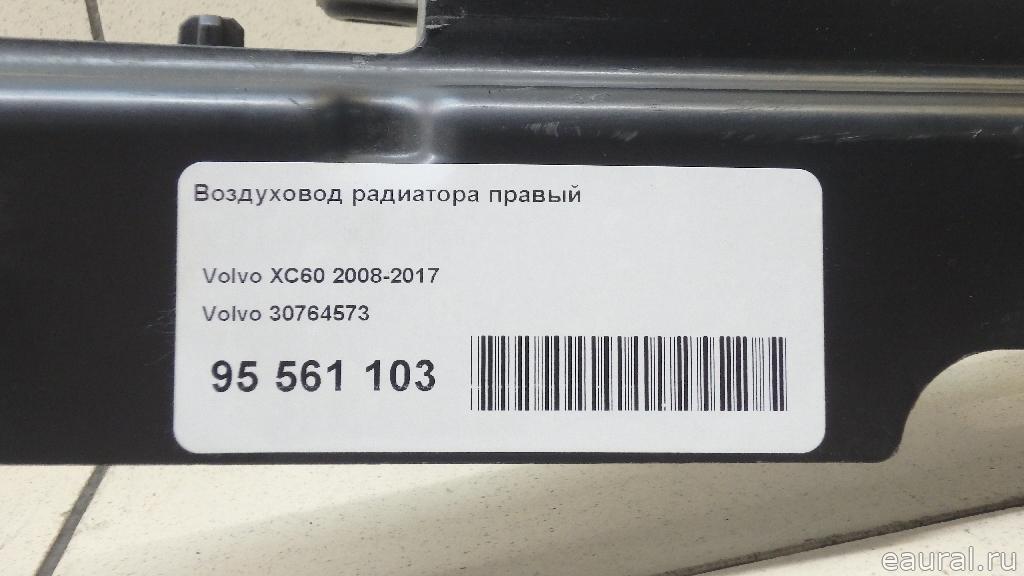 Воздуховод радиатора правый
Volvo XC60 2008-2017
Volvo 30764573
95 561 103
eaural.ru